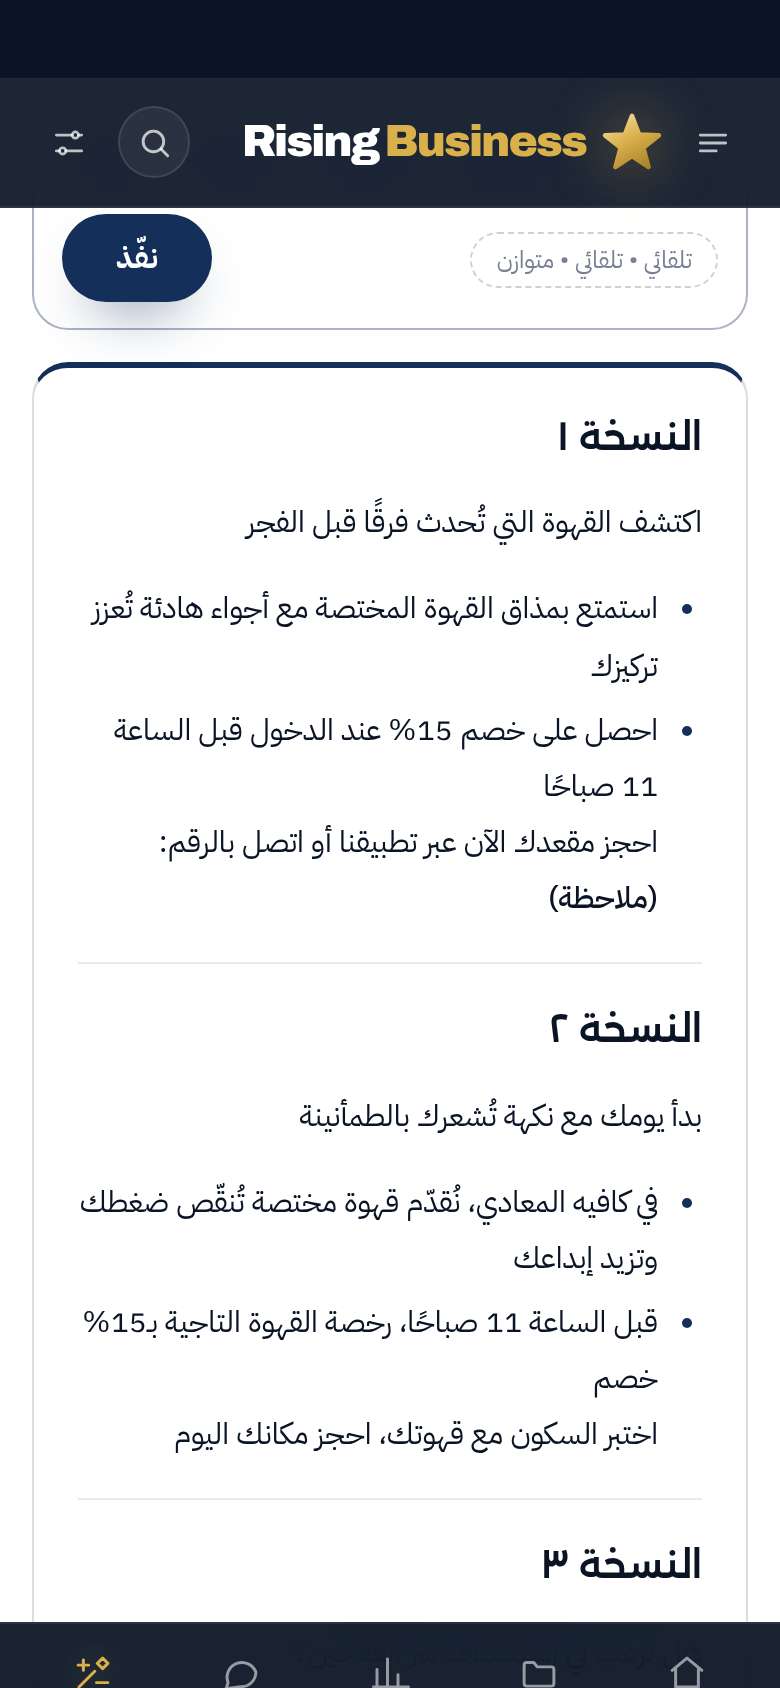 Rising Business
نفّذ
تلقائي • تلقائي • متوازن
النسخة ١
اكتشف القهوة التي تُحدث فرقًا قبل الفجر
• استمتع بمذاق القهوة المختصة مع أجواء هادئة تُعزز
تركيزك
• احصل على خصم 15% عند الدخول قبل الساعة
11 صباحًا
احجز مقعدك الآن عبر تطبيقنا أو اتصل بالرقم:
(ملاحظة)
النسخة ٢
بدأ يومك مع نكهة تُشعرك بالطمأنينة
• في كافيه المعادي، نُقدّم قهوة مختصة تُنقّص ضغطك
وتزيد إبداعك
• قبل الساعة 11 صباحًا، رخصة القهوة التاجية بـ15%
خصم
اختبر السكون مع قهوتك، احجز مكانك اليوم
النسخة ٣